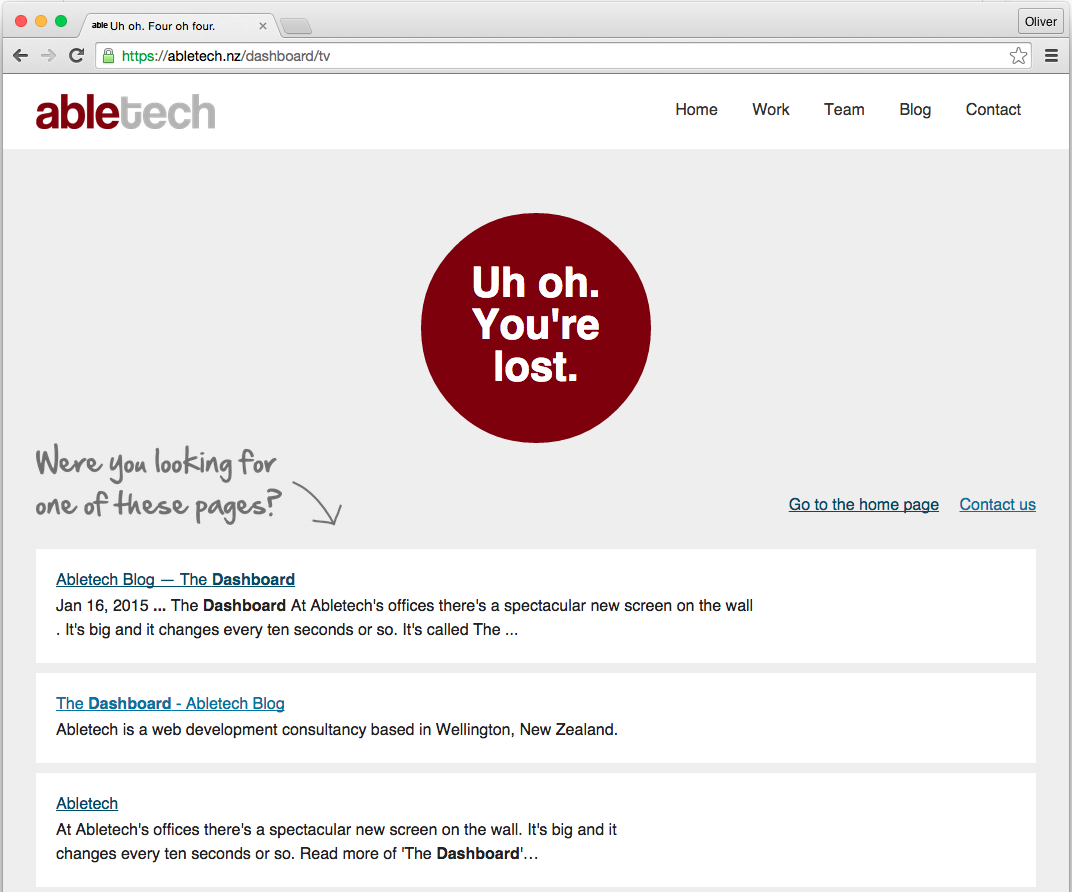 able Uh oh. Four oh four.
Oliver
https://abletech.nz/dashboard/tv
abletech
Home Work Team Blog Contact
Uh oh.
You're
lost.
Were you looking for
one of these pages?
Go to the home page Contact us
Abletech Blog — The Dashboard
Jan 16, 2015 ... The Dashboard At Abletech's offices there's a spectacular new screen on the wall
. It's big and it changes every ten seconds or so. It's called The ...
The Dashboard - Abletech Blog
Abletech is a web development consultancy based in Wellington, New Zealand.
Abletech
At Abletech's offices there's a spectacular new screen on the wall. It's big and it
changes every ten seconds or so. Read more of 'The Dashboard'...